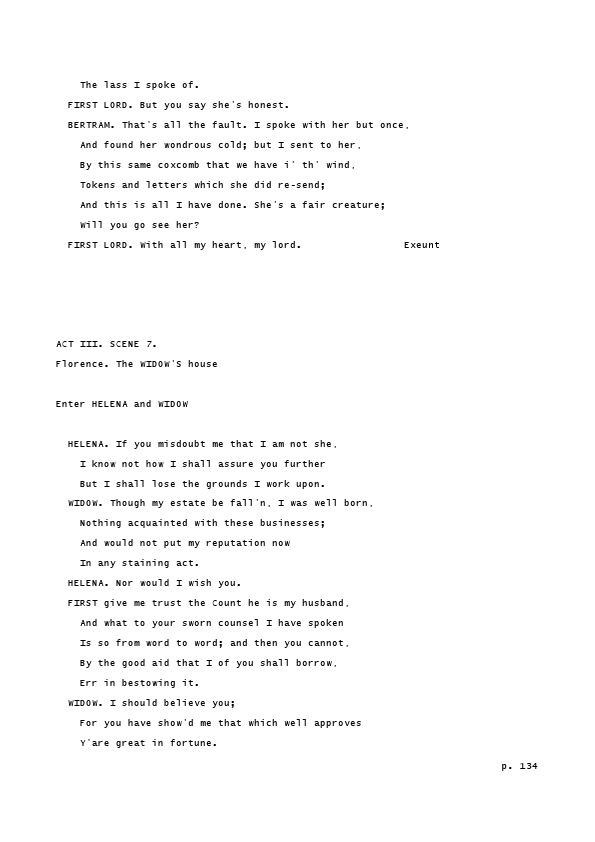 The lass I spoke of.
FIRST LORD. But you say she's honest.
BERTRAM. That's all the fault. I spoke with her but once,
And found her wondrous cold; but I sent to her,
By this same coxcomb that we have i' th' wind,
Tokens and letters which she did re-send;
And this is all I have done. She's a fair creature;
Will you go see her?
FIRST LORD. With all my heart, my lord. Exeunt
ACT III. SCENE 7.
Florence. The WIDOW'S house
Enter HELENA and WIDOW
HELENA. If you misdoubt me that I am not she,
I know not how I shall assure you further
But I shall lose the grounds I work upon.
WIDOW. Though my estate be fall'n, I was well born,
Nothing acquainted with these businesses;
And would not put my reputation now
In any staining act.
HELENA. Nor would I wish you.
FIRST give me trust the Count he is my husband,
And what to your sworn counsel I have spoken
Is so from word to word; and then you cannot,
By the good aid that I of you shall borrow,
Err in bestowing it.
WIDOW. I should believe you;
For you have show'd me that which well approves
Y'are great in fortune.
p. 134